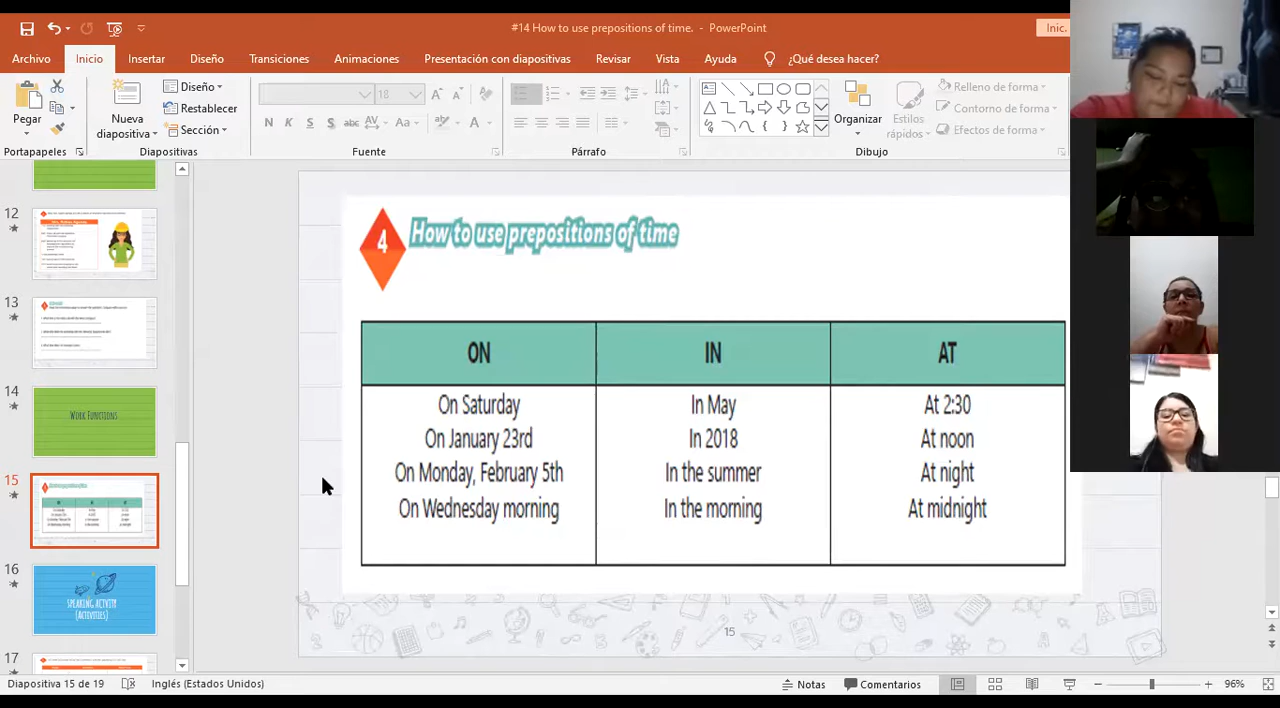 #14 How to use prepositions of time. - PowerPoint
Inic.
Archivo Inicio Insertar Diseño Transiciones Animaciones Presentación con diapositivas Revisar Vista Ayuda ¿Qué desea hacer?
Pegar
Nueva diapositiva
Diseño
Restablecer
Sección
18
N K S S abc AV Aa A
Organizar
Estilos rápidos
Relleno de forma
Contorno de forma
Efectos de forma
Portapapeles Diapositivas Fuente Párrafo Dibujo
12
13
14
WORK FUNCTIONS
15
16
SPEAKING ACTIVITY
(ACTIVITIES)
17
4
How to use prepositions of time
ON IN AT
On Saturday In May At 2:30
On January 23rd In 2018 At noon
On Monday, February 5th In the summer At night
On Wednesday morning In the morning At midnight
15
Diapositiva 15 de 19 Inglés (Estados Unidos) Notas Comentarios 96%